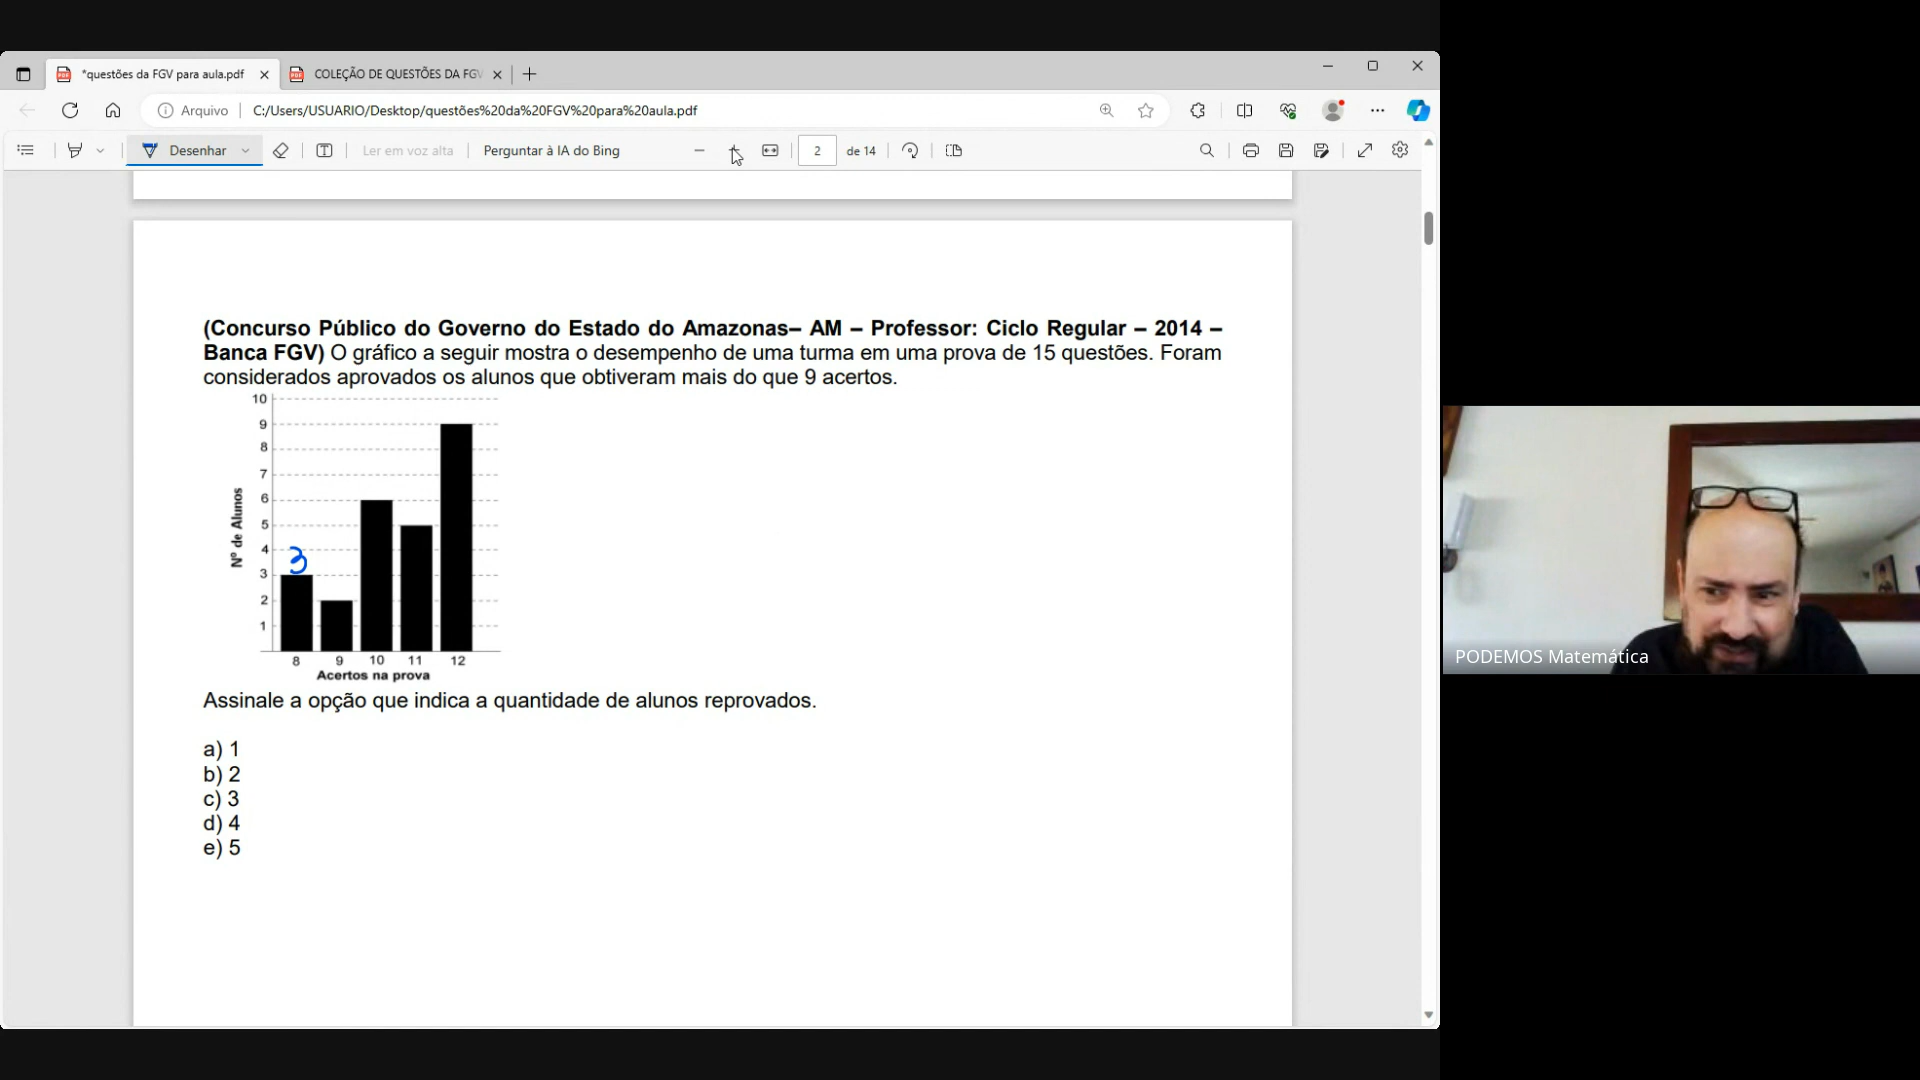 *questões da FGV para aula.pdf
COLEÇÃO DE QUESTÕES DA FGV
Arquivo
C:/Users/USUARIO/Desktop/questões%20da%20FGV%20para%20aula.pdf
Desenhar
Ler em voz alta
Perguntar à IA do Bing
2
de 14
(Concurso Público do Governo do Estado do Amazonas– AM – Professor: Ciclo Regular – 2014 –
Banca FGV) O gráfico a seguir mostra o desempenho de uma turma em uma prova de 15 questões. Foram
considerados aprovados os alunos que obtiveram mais do que 9 acertos.
10
9
8
7
6
5
4
3
2
1
Nº de Alunos
3
8 9 10 11 12
Acertos na prova
Assinale a opção que indica a quantidade de alunos reprovados.
a) 1
b) 2
c) 3
d) 4
e) 5
PODEMOS Matemática